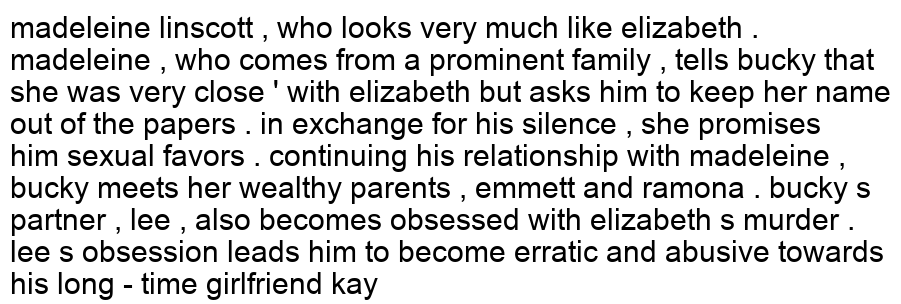 madeleine linscott , who looks very much like elizabeth .
madeleine , who comes from a prominent family , tells bucky that
she was very close ' with elizabeth but asks him to keep her name
out of the papers . in exchange for his silence , she promises
him sexual favors . continuing his relationship with madeleine ,
bucky meets her wealthy parents , emmett and ramona . bucky s
partner , lee , also becomes obsessed with elizabeth s murder .
lee s obsession leads him to become erratic and abusive towards
his long - time girlfriend kay